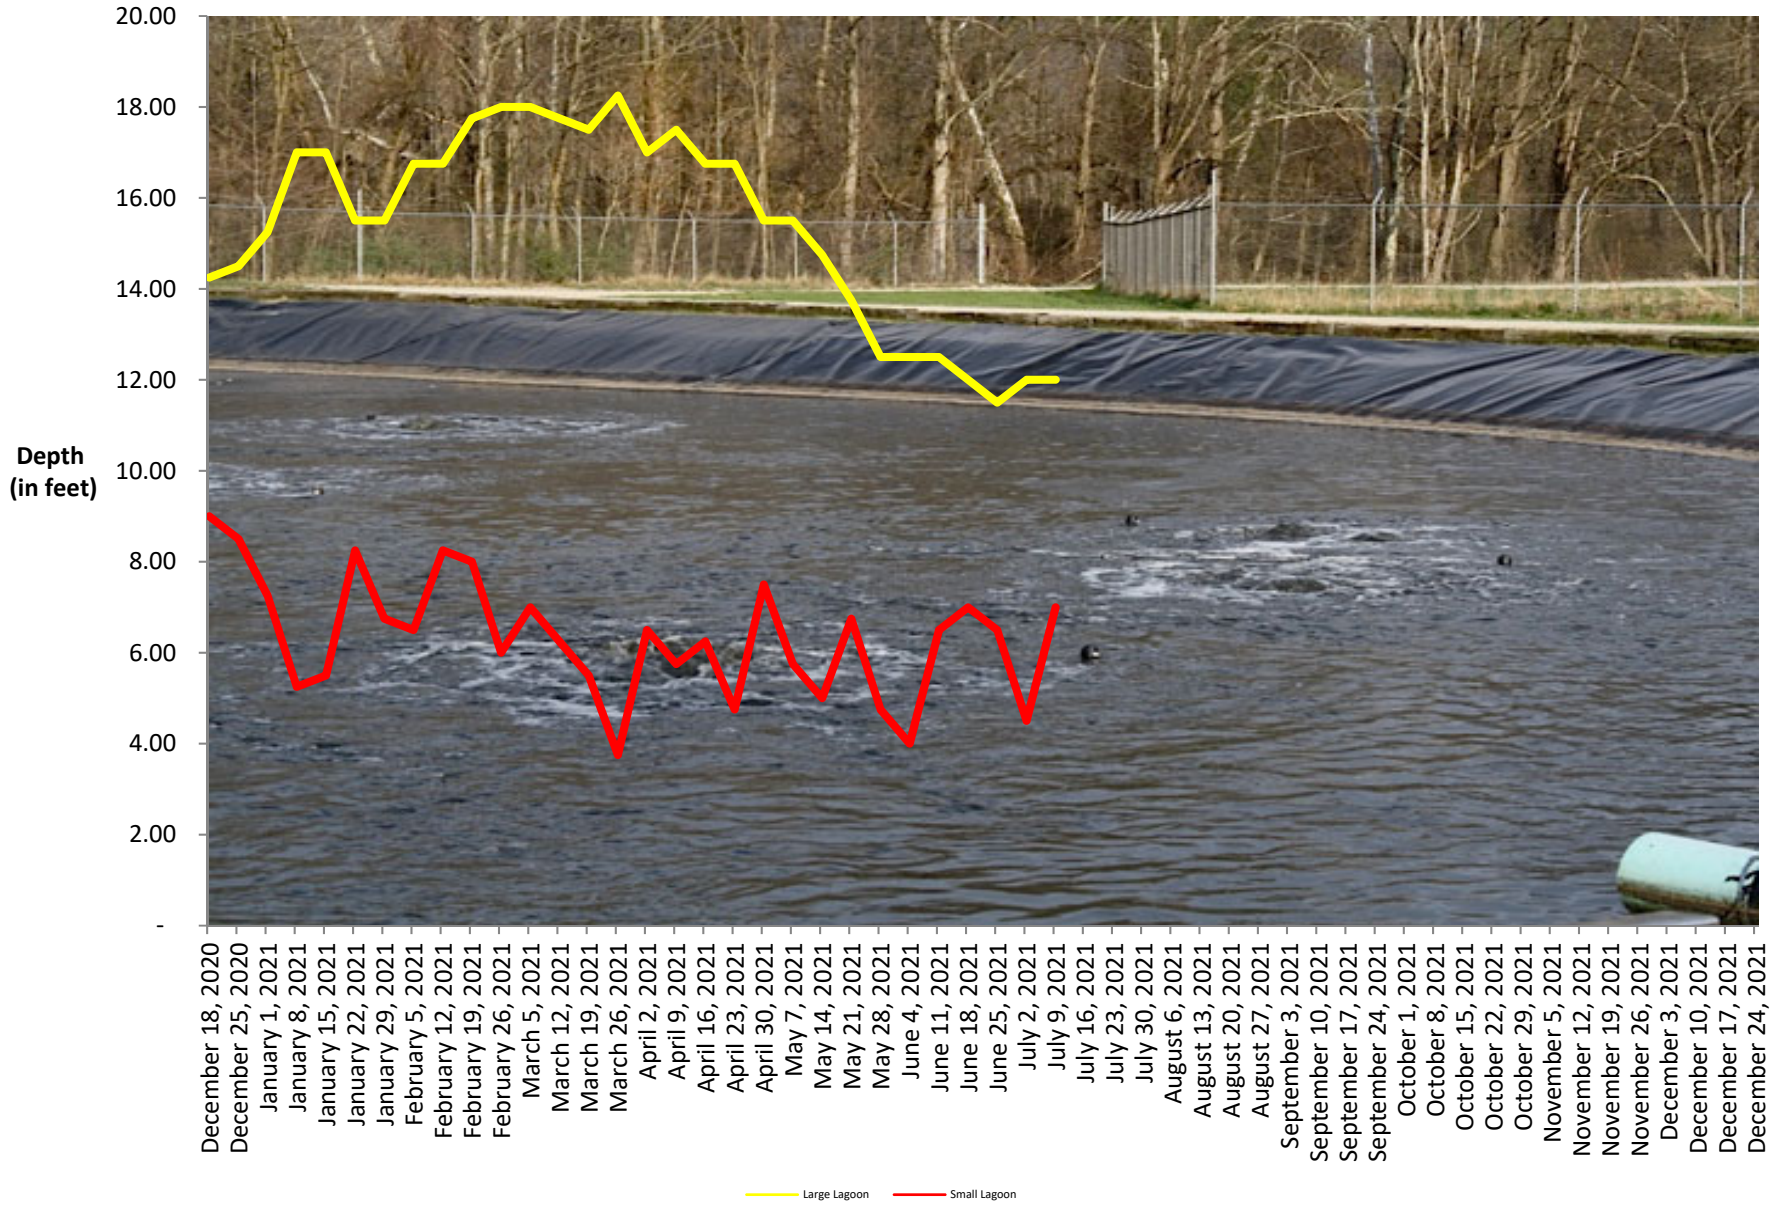 20.00
18.00
16.00
14.00
12.00
10.00
8.00
6.00
4.00
2.00
-
Depth
(in feet)
December 18, 2020
December 25, 2020
January 1, 2021
January 8, 2021
January 15, 2021
January 22, 2021
January 29, 2021
February 5, 2021
February 12, 2021
February 19, 2021
February 26, 2021
March 5, 2021
March 12, 2021
March 19, 2021
March 26, 2021
April 2, 2021
April 9, 2021
April 16, 2021
April 23, 2021
April 30, 2021
May 7, 2021
May 14, 2021
May 21, 2021
May 28, 2021
June 4, 2021
June 11, 2021
June 18, 2021
June 25, 2021
July 2, 2021
July 9, 2021
July 16, 2021
July 23, 2021
July 30, 2021
August 6, 2021
August 13, 2021
August 20, 2021
August 27, 2021
September 3, 2021
September 10, 2021
September 17, 2021
September 24, 2021
October 1, 2021
October 8, 2021
October 15, 2021
October 22, 2021
October 29, 2021
November 5, 2021
November 12, 2021
November 19, 2021
November 26, 2021
December 3, 2021
December 10, 2021
December 17, 2021
December 24, 2021
Large Lagoon
Small Lagoon